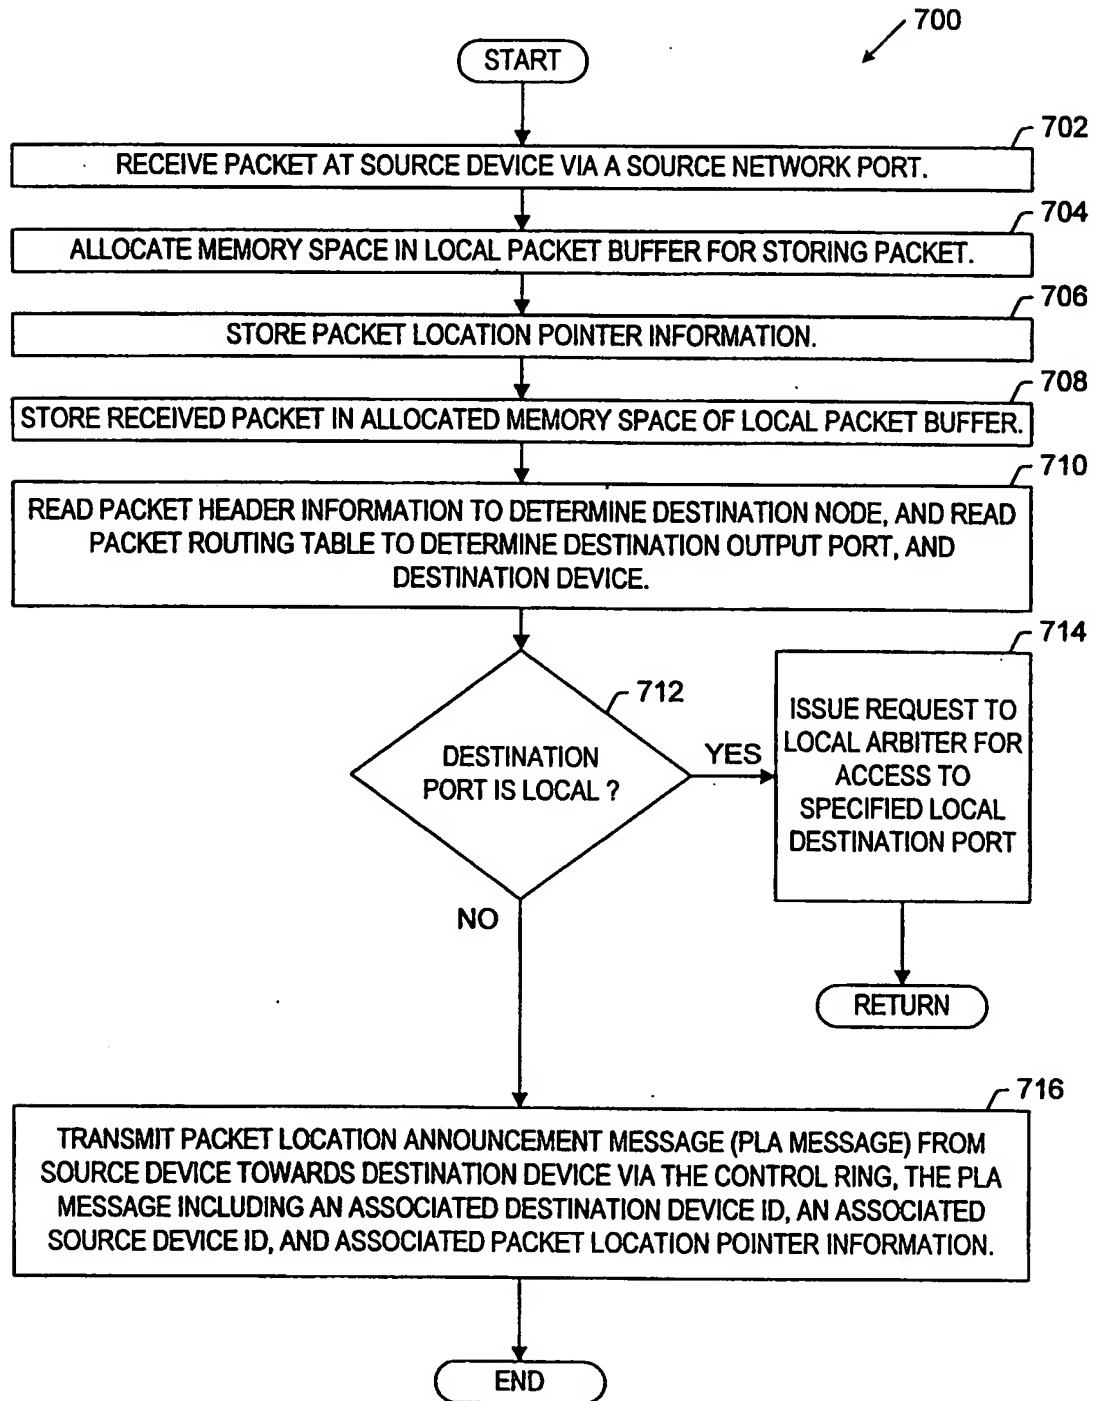 700
START
702
RECEIVE PACKET AT SOURCE DEVICE VIA A SOURCE NETWORK PORT.
704
ALLOCATE MEMORY SPACE IN LOCAL PACKET BUFFER FOR STORING PACKET.
706
STORE PACKET LOCATION POINTER INFORMATION.
708
STORE RECEIVED PACKET IN ALLOCATED MEMORY SPACE OF LOCAL PACKET BUFFER.
710
READ PACKET HEADER INFORMATION TO DETERMINE DESTINATION NODE, AND READ
PACKET ROUTING TABLE TO DETERMINE DESTINATION OUTPUT PORT, AND
DESTINATION DEVICE.
712
DESTINATION
PORT IS LOCAL ?
YES
714
ISSUE REQUEST TO
LOCAL ARBITER FOR
ACCESS TO
SPECIFIED LOCAL
DESTINATION PORT
NO
RETURN
716
TRANSMIT PACKET LOCATION ANNOUNCEMENT MESSAGE (PLA MESSAGE) FROM
SOURCE DEVICE TOWARDS DESTINATION DEVICE VIA THE CONTROL RING, THE PLA
MESSAGE INCLUDING AN ASSOCIATED DESTINATION DEVICE ID, AN ASSOCIATED
SOURCE DEVICE ID, AND ASSOCIATED PACKET LOCATION POINTER INFORMATION.
END